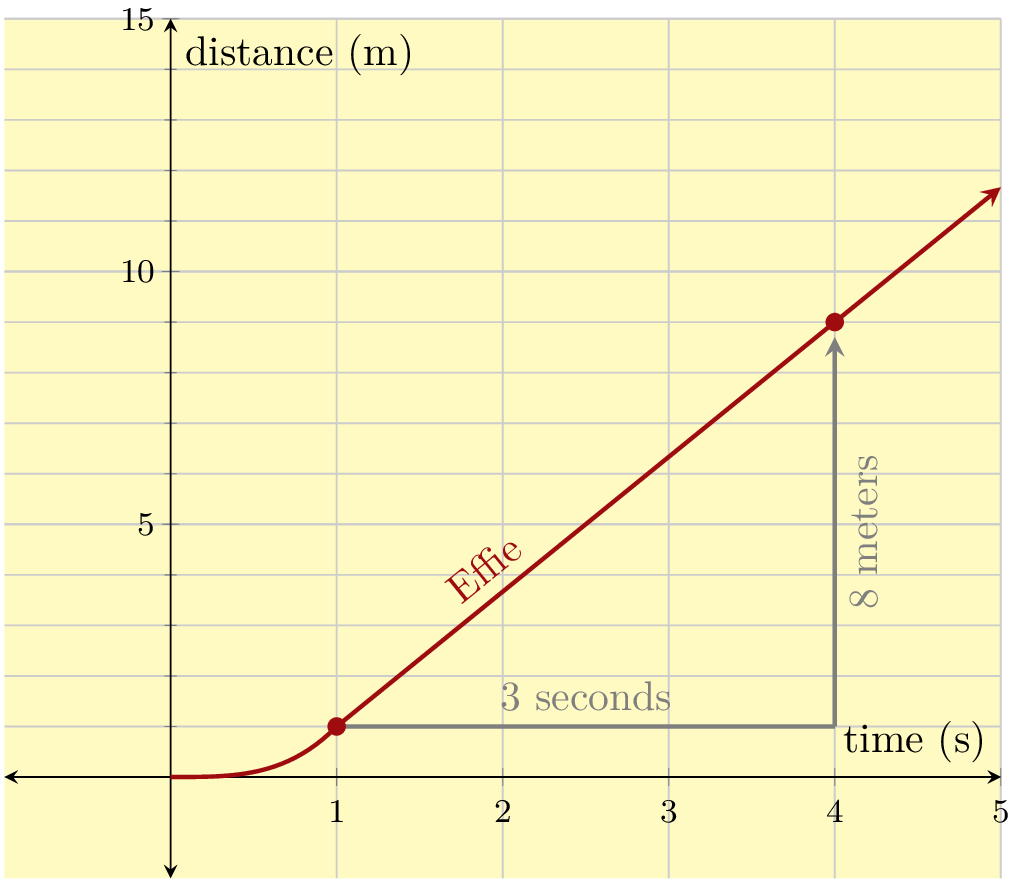 15
distance (m)
10
5
Effie
8 meters
3 seconds
time (s)
1 2 3 4 5